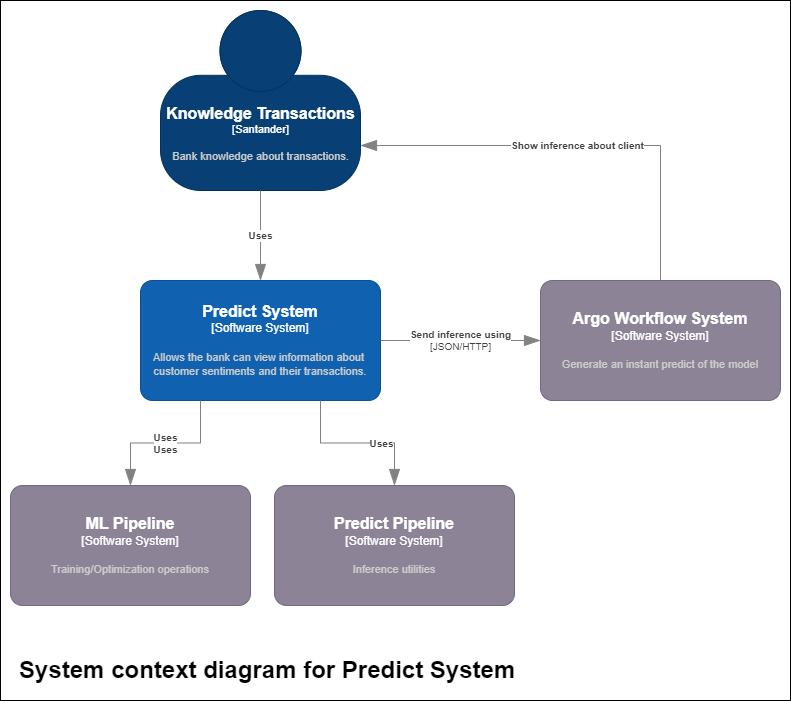 Knowledge Transactions
[Santander]
Bank knowledge about transactions.
Show inference about client
Uses
Predict System
[Software System]
Allows the bank can view information about
customer sentiments and their transactions.
Send inference using
[JSON/HTTP]
Argo Workflow System
[Software System]
Generate an instant predict of the model
Uses
Uses
Uses
ML Pipeline
[Software System]
Training/Optimization operations
Predict Pipeline
[Software System]
Inference utilities
System context diagram for Predict System